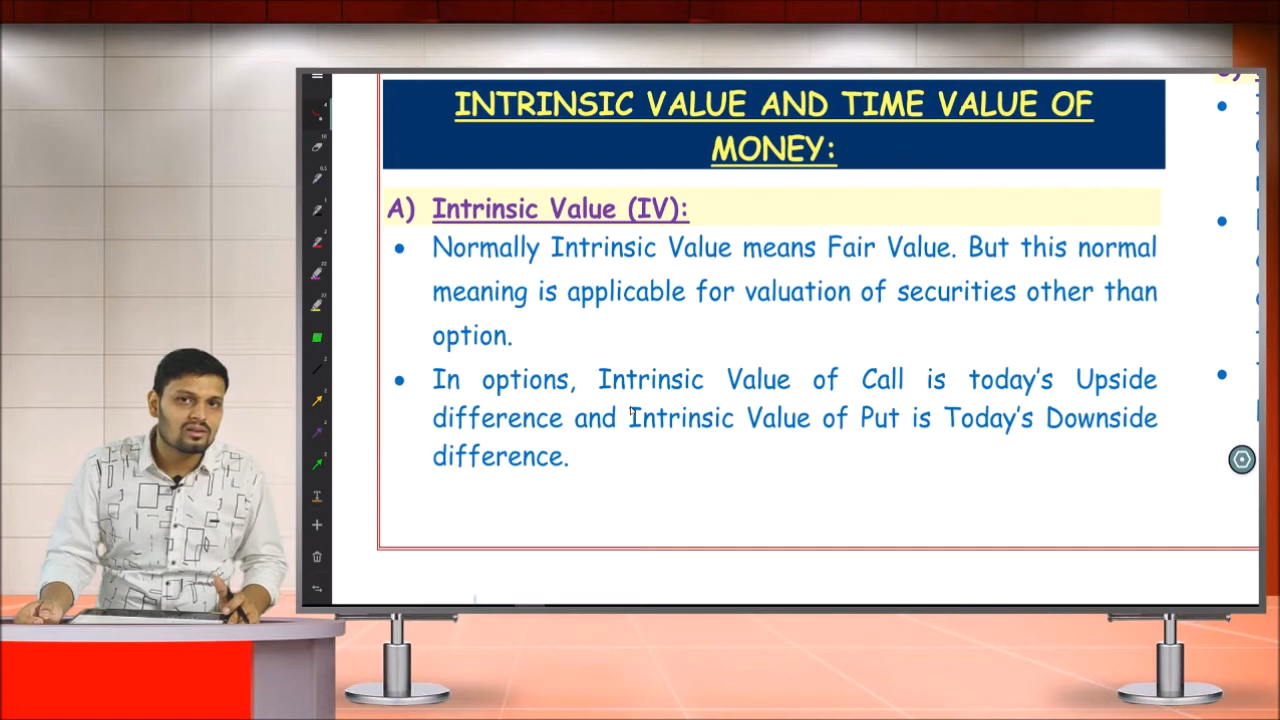 INTRINSIC VALUE AND TIME VALUE OF
MONEY:
A) Intrinsic Value (IV):
• Normally Intrinsic Value means Fair Value. But this normal
meaning is applicable for valuation of securities other than
option.
• In options, Intrinsic Value of Call is today's Upside
difference and Intrinsic Value of Put is Today's Downside
difference.